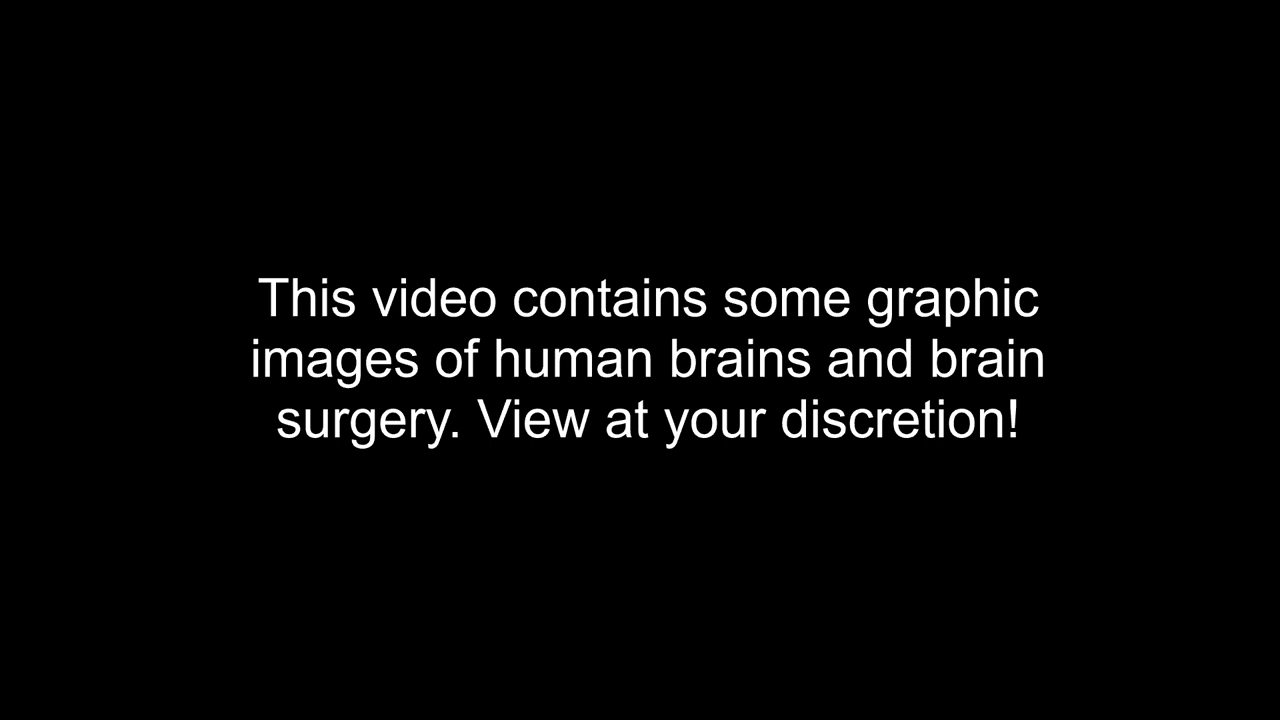 This video contains some graphic
images of human brains and brain
surgery. View at your discretion!